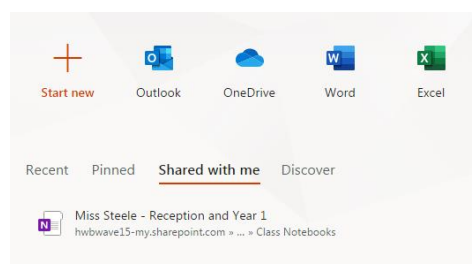 Start new Outlook OneDrive Word Excel
Recent Pinned Shared with me Discover
Miss Steele - Reception and Year 1
hwbwave15-my.sharepoint.com » ... » Class Notebooks